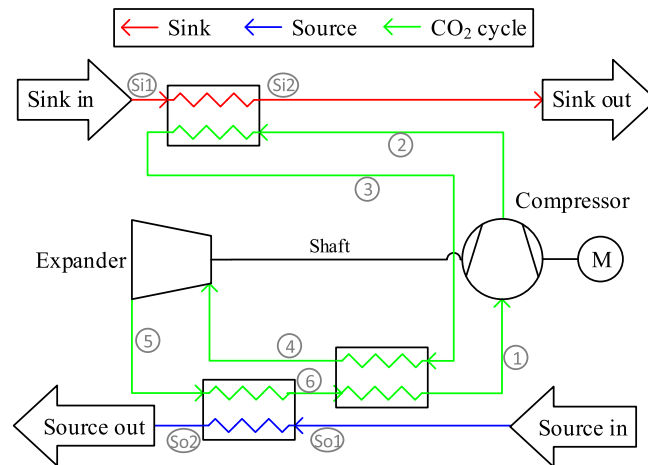 Sink Source CO₂ cycle
Si1 Si2
Sink in Sink out
2
3
Compressor
Expander Shaft M
5 4 1
6
Source out So2 So1 Source in